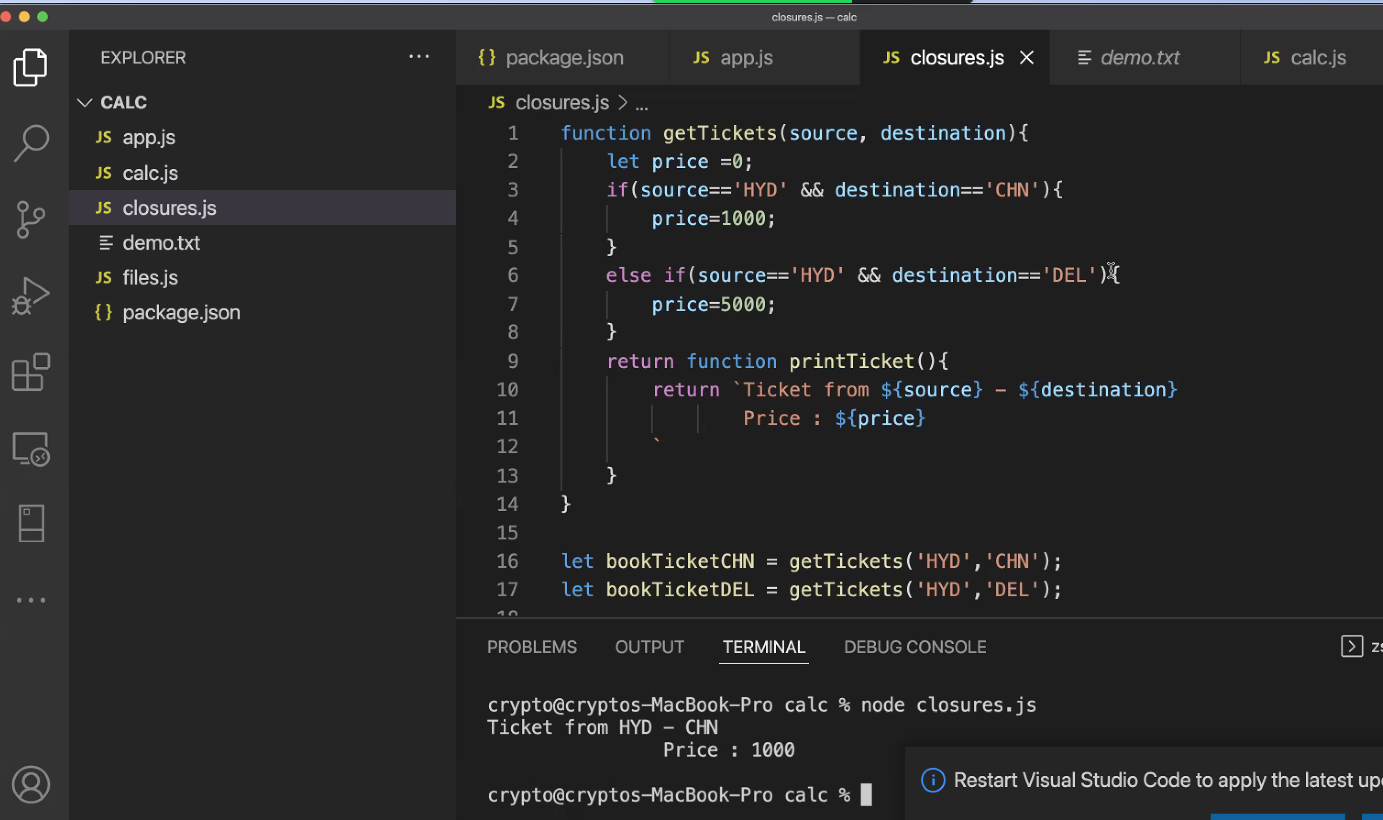 closures.js — calc
EXPLORER
CALC
JS app.js
JS calc.js
JS closures.js
demo.txt
JS files.js
{} package.json
{} package.json JS app.js JS closures.js demo.txt JS calc.js
JS closures.js > ...
1 function getTickets(source, destination){
2 let price =0;
3 if(source=='HYD' && destination=='CHN'){
4 price=1000;
5 }
6 else if(source=='HYD' && destination=='DEL'){
7 price=5000;
8 }
9 return function printTicket(){
10 return `Ticket from ${source} - ${destination}
11 Price : ${price}
12 `
13 }
14 }
15
16 let bookTicketCHN = getTickets('HYD','CHN');
17 let bookTicketDEL = getTickets('HYD','DEL');
PROBLEMS OUTPUT TERMINAL DEBUG CONSOLE
crypto@cryptos-MacBook-Pro calc % node closures.js
Ticket from HYD - CHN
Price : 1000
crypto@cryptos-MacBook-Pro calc %
Restart Visual Studio Code to apply the latest